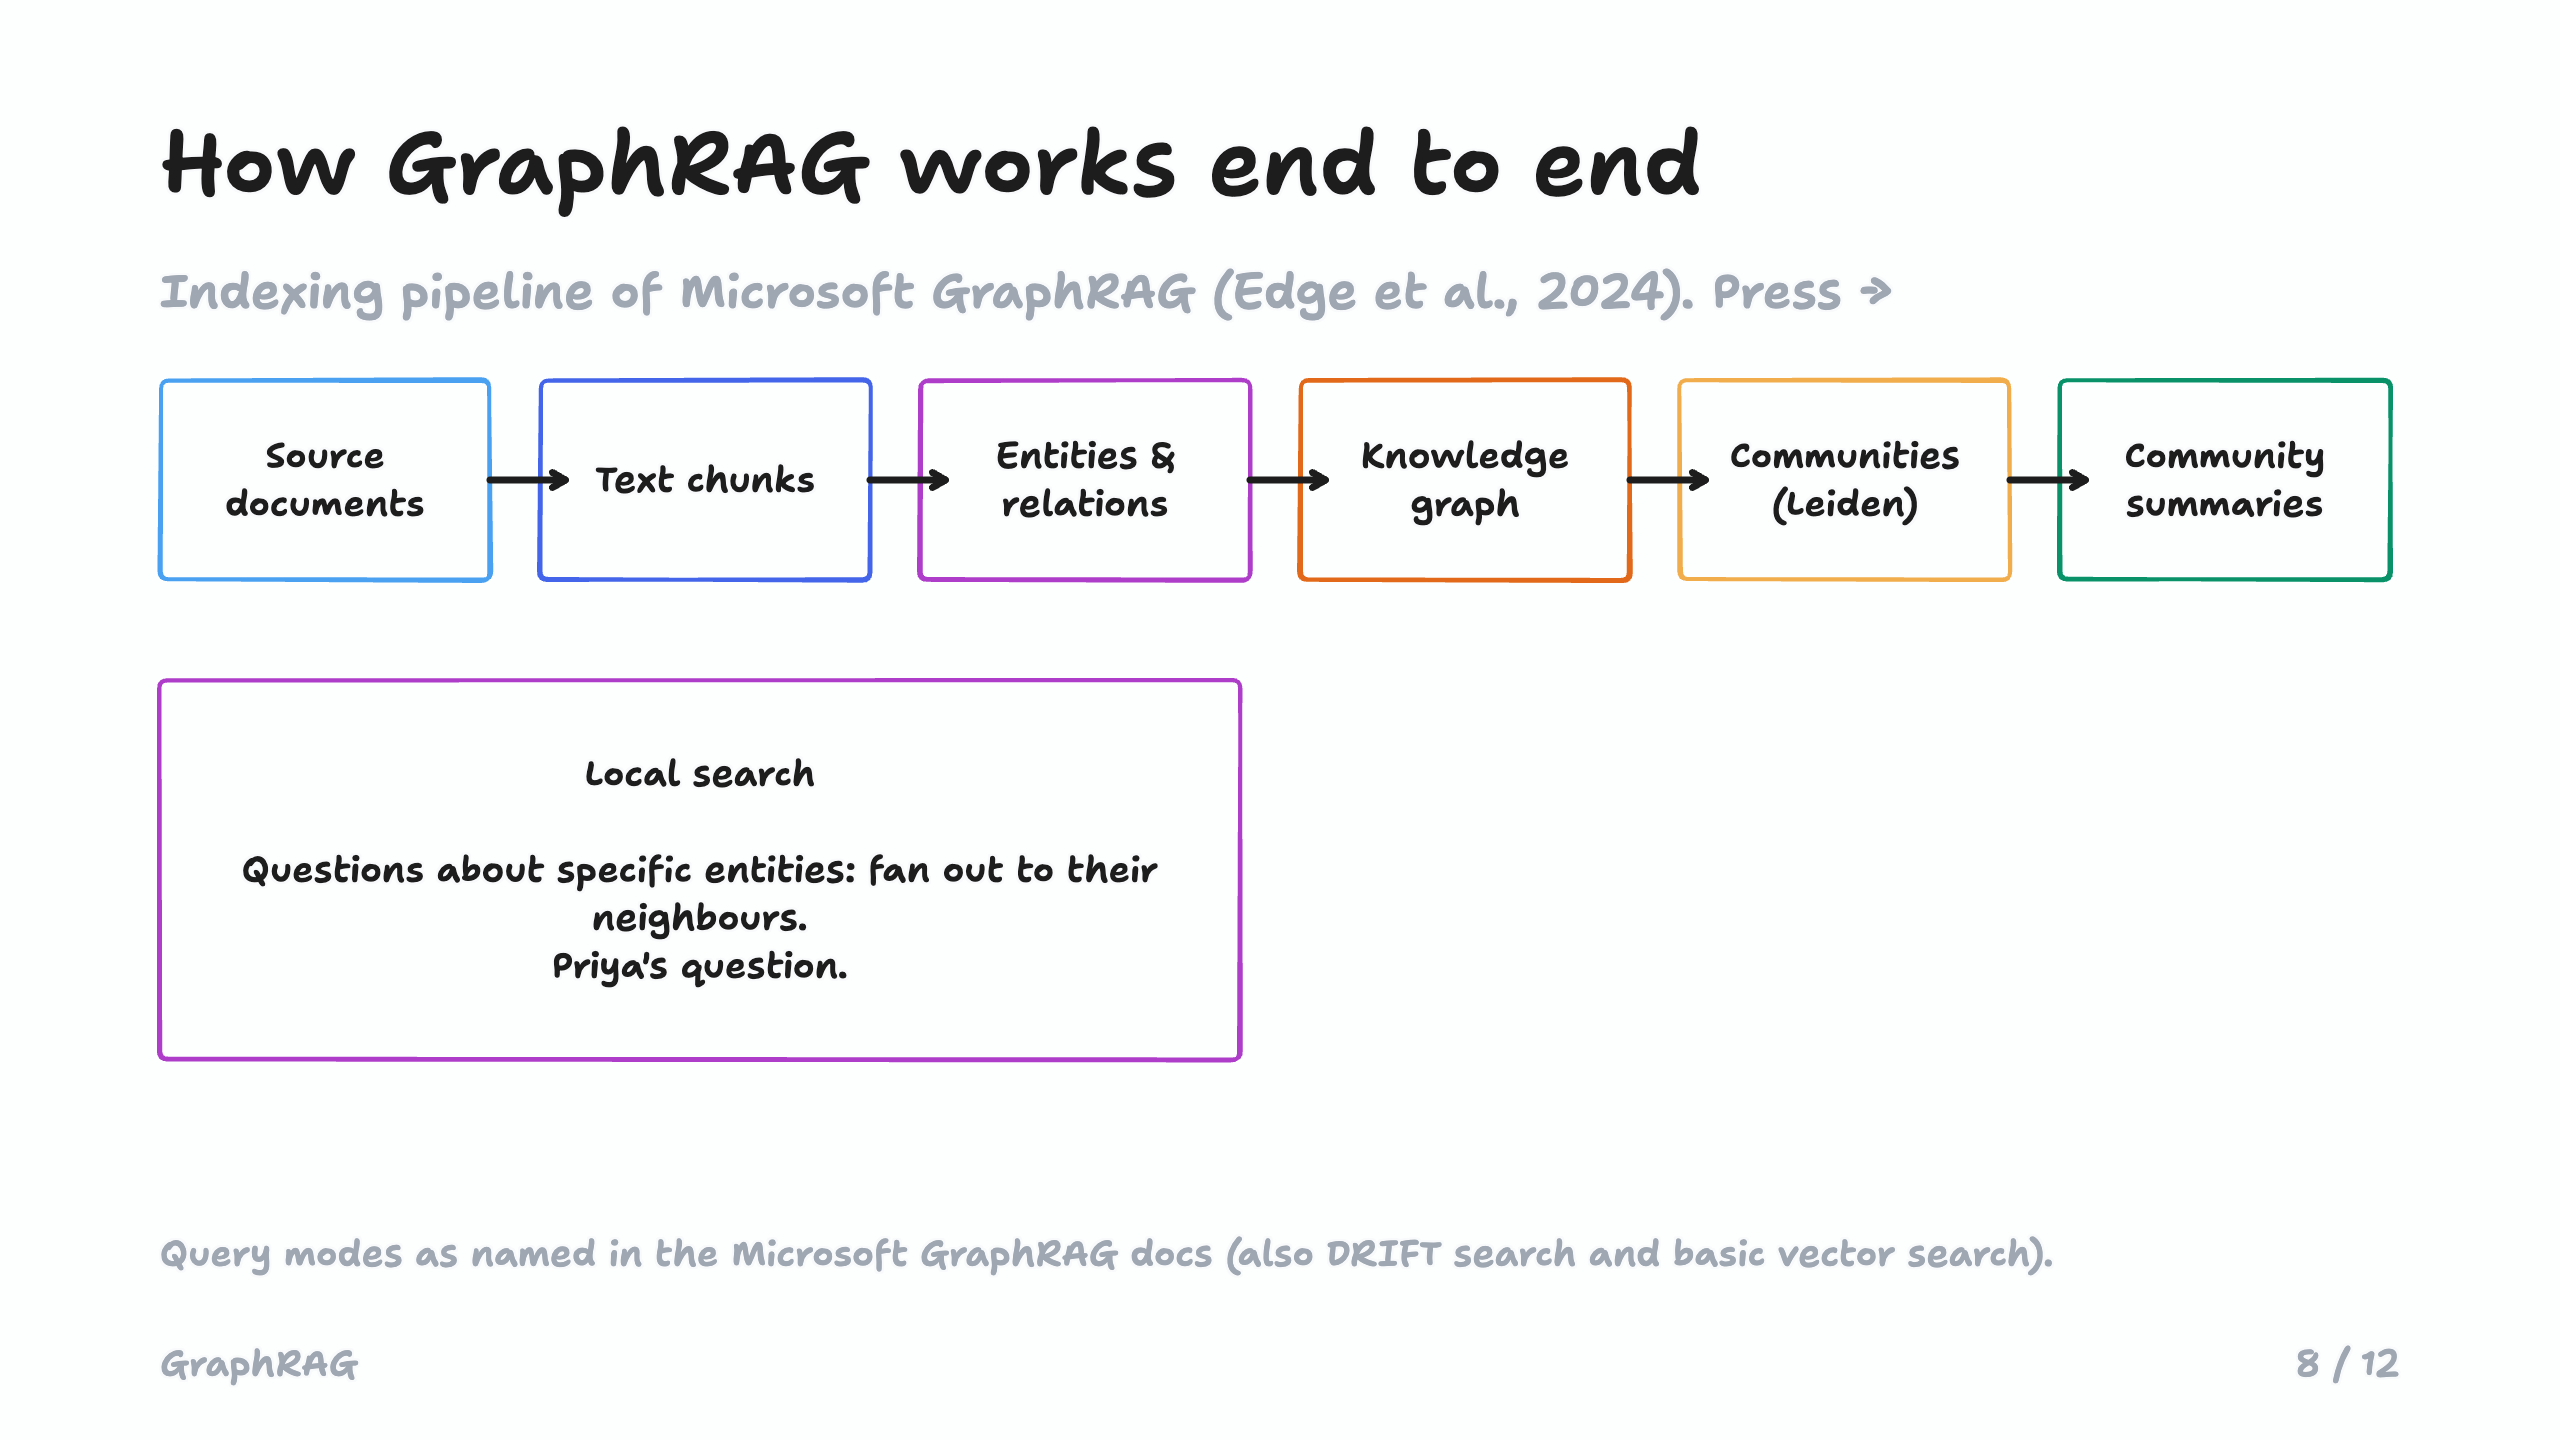 How GraphRAG works end to end
Indexing pipeline of Microsoft GraphRAG (Edge et al., 2024). Press →
Source
documents
Text chunks
Entities &
relations
Knowledge
graph
Communities
(Leiden)
Community
summaries
Local search
Questions about specific entities: fan out to their
neighbours.
Priya's question.
Query modes as named in the Microsoft GraphRAG docs (also DRIFT search and basic vector search).
GraphRAG
8 / 12